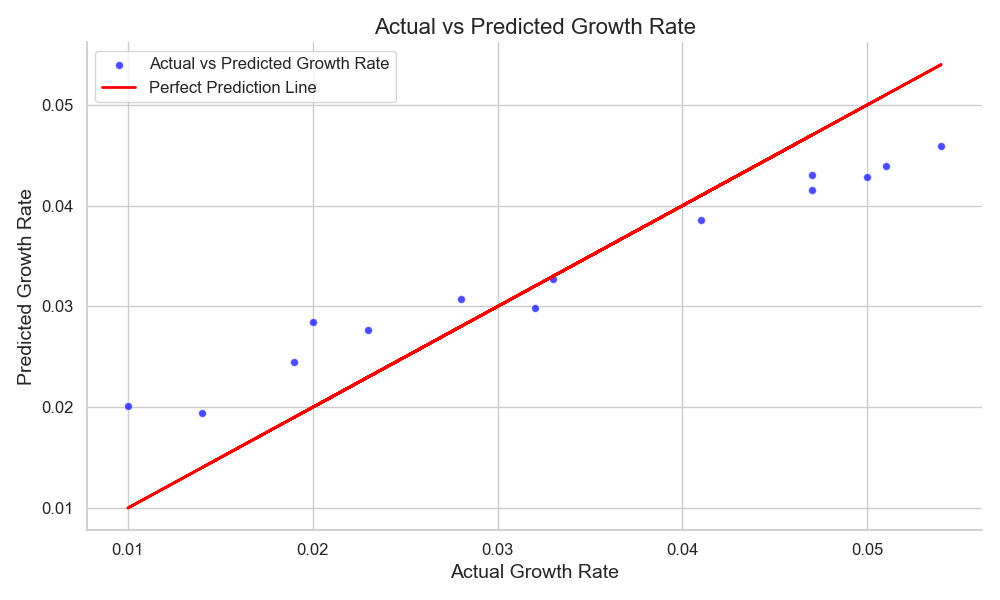 Actual vs Predicted Growth Rate
Actual vs Predicted Growth Rate
Perfect Prediction Line
Predicted Growth Rate
0.05
0.04
0.03
0.02
0.01
0.01 0.02 0.03 0.04 0.05
Actual Growth Rate